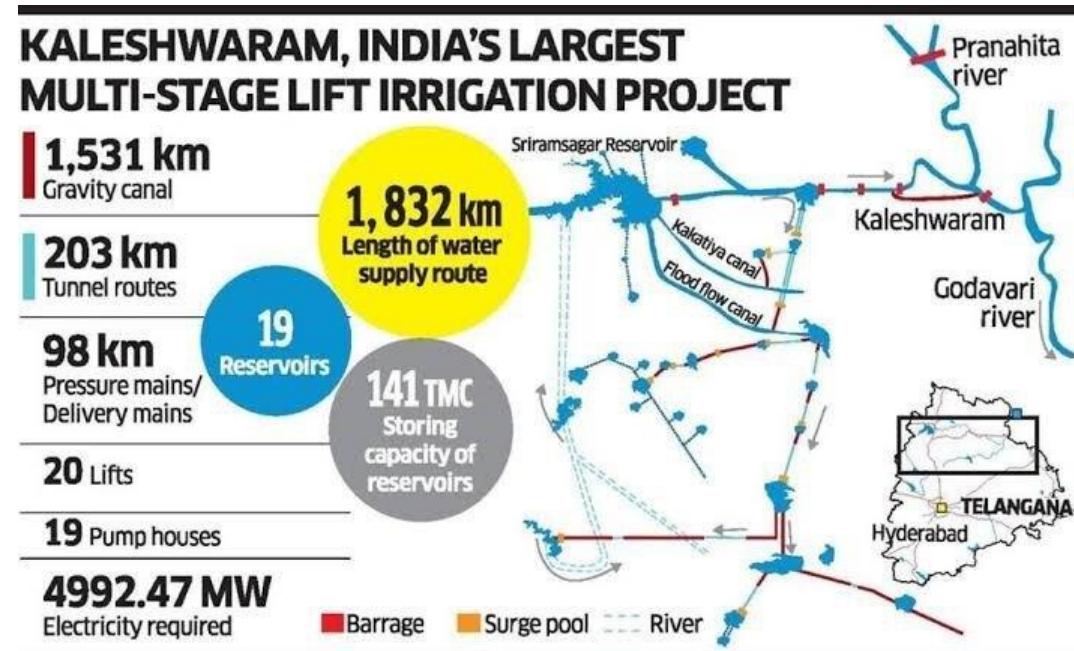 KALESHWARAM, INDIA'S LARGEST
MULTI-STAGE LIFT IRRIGATION PROJECT
1,531 km
Gravity canal
203 km
Tunnel routes
98 km
Pressure mains/
Delivery mains
20 Lifts
19 Pump houses
4992.47 MW
Electricity required
1, 832 km
Length of water
supply route
19
Reservoirs
141 TMC
Storing
capacity of
reservoirs
Sriramsagar Reservoir
Kakatiya canal
Flood flow canal
Pranahita
river
Kaleshwaram
Godavari
river
TELANGANA
Hyderabad
Barrage
Surge pool
River